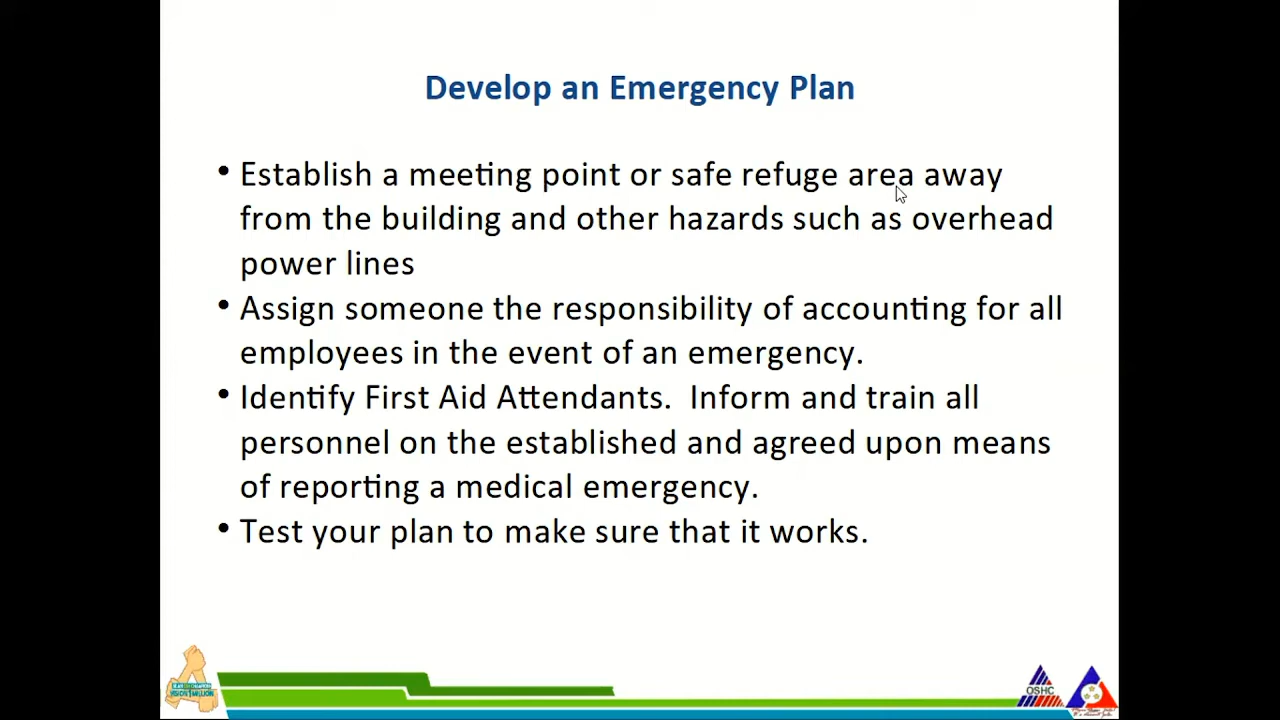 Develop an Emergency Plan
• Establish a meeting point or safe refuge area away
from the building and other hazards such as overhead
power lines
• Assign someone the responsibility of accounting for all
employees in the event of an emergency.
• Identify First Aid Attendants.  Inform and train all
personnel on the established and agreed upon means
of reporting a medical emergency.
• Test your plan to make sure that it works.
OSHC